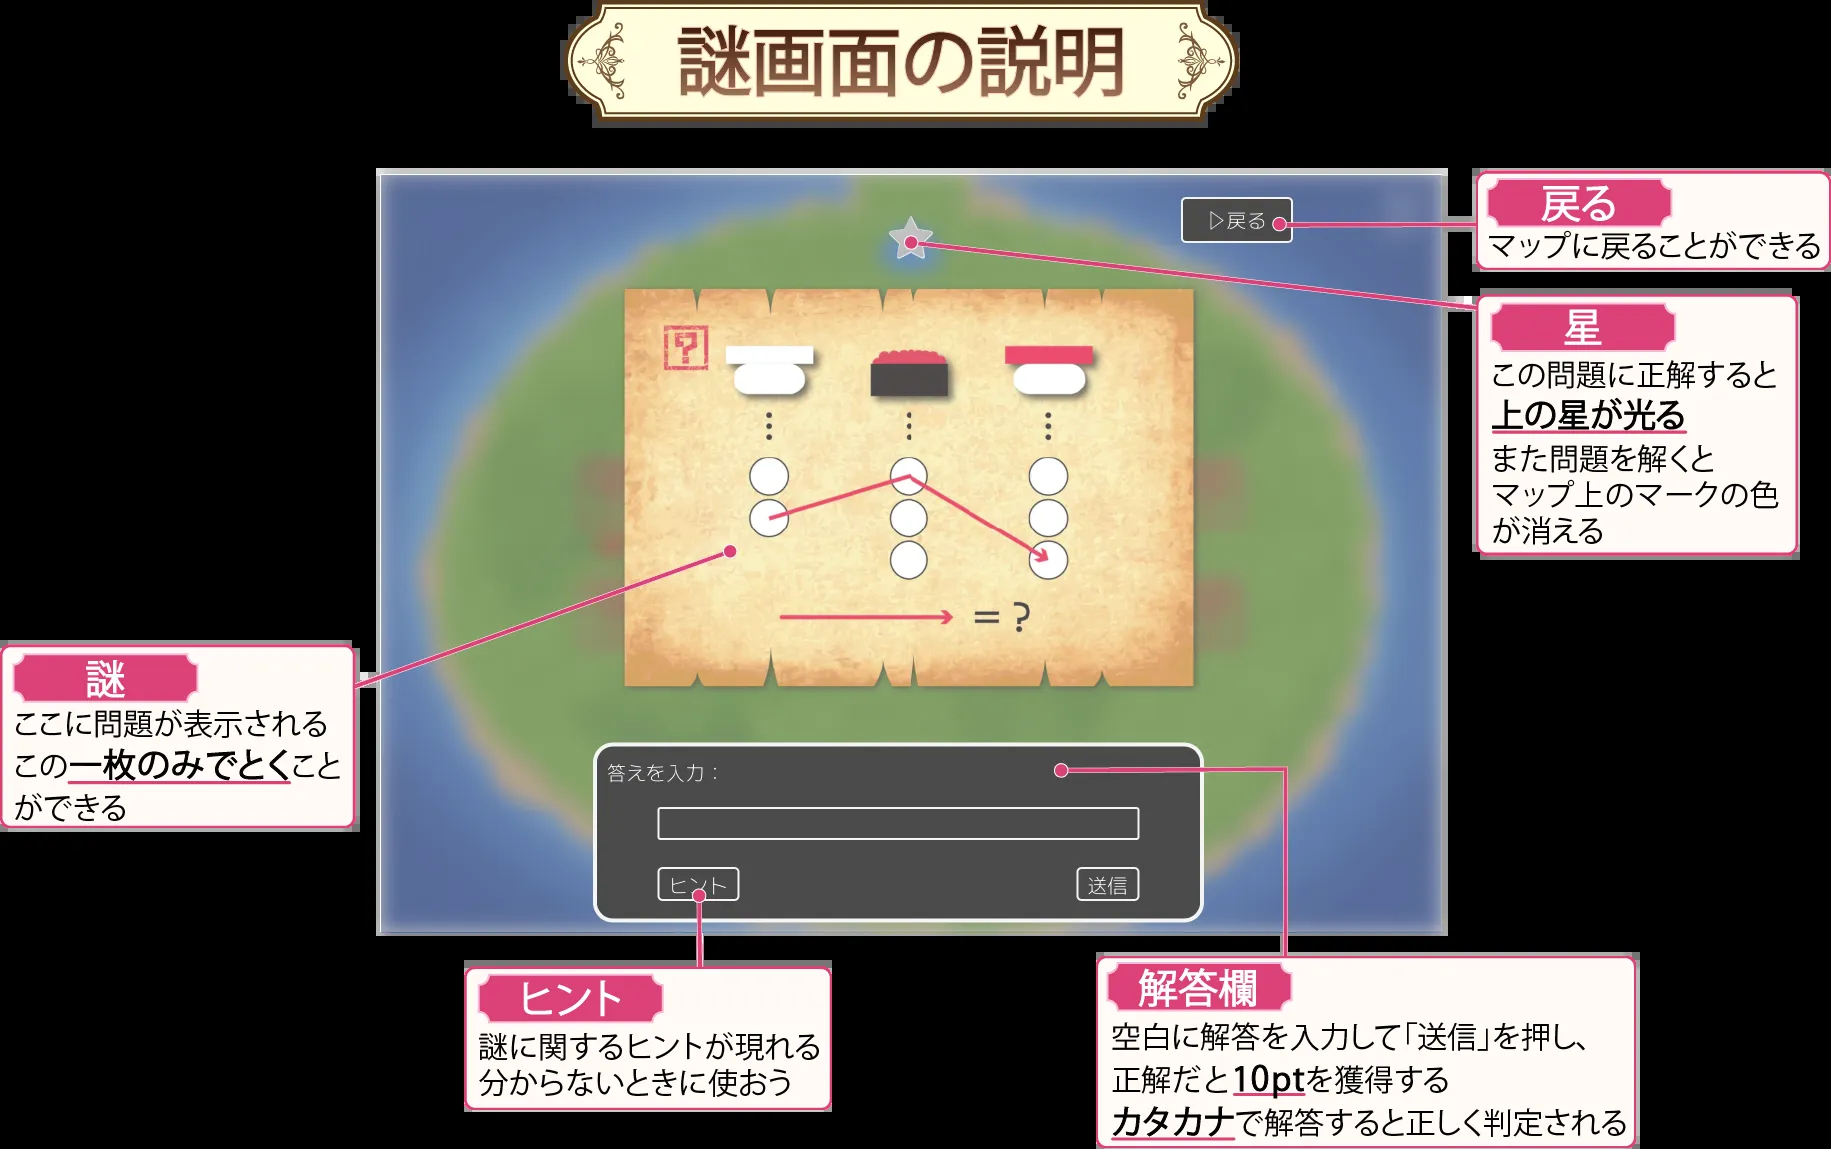 謎画面の説明
▷戻る
戻る
マップに戻ることができる
星
この問題に正解すると
上の星が光る
また問題を解くと
マップ上のマークの色
が消える
?
= ?
謎
ここに問題が表示される
この一枚のみでとくこと
ができる
答えを入力：
ヒント
送信
ヒント
謎に関するヒントが現れる
分からないときに使おう
解答欄
空白に解答を入力して「送信」を押し、
正解だと10ptを獲得する
カタカナで解答すると正しく判定される